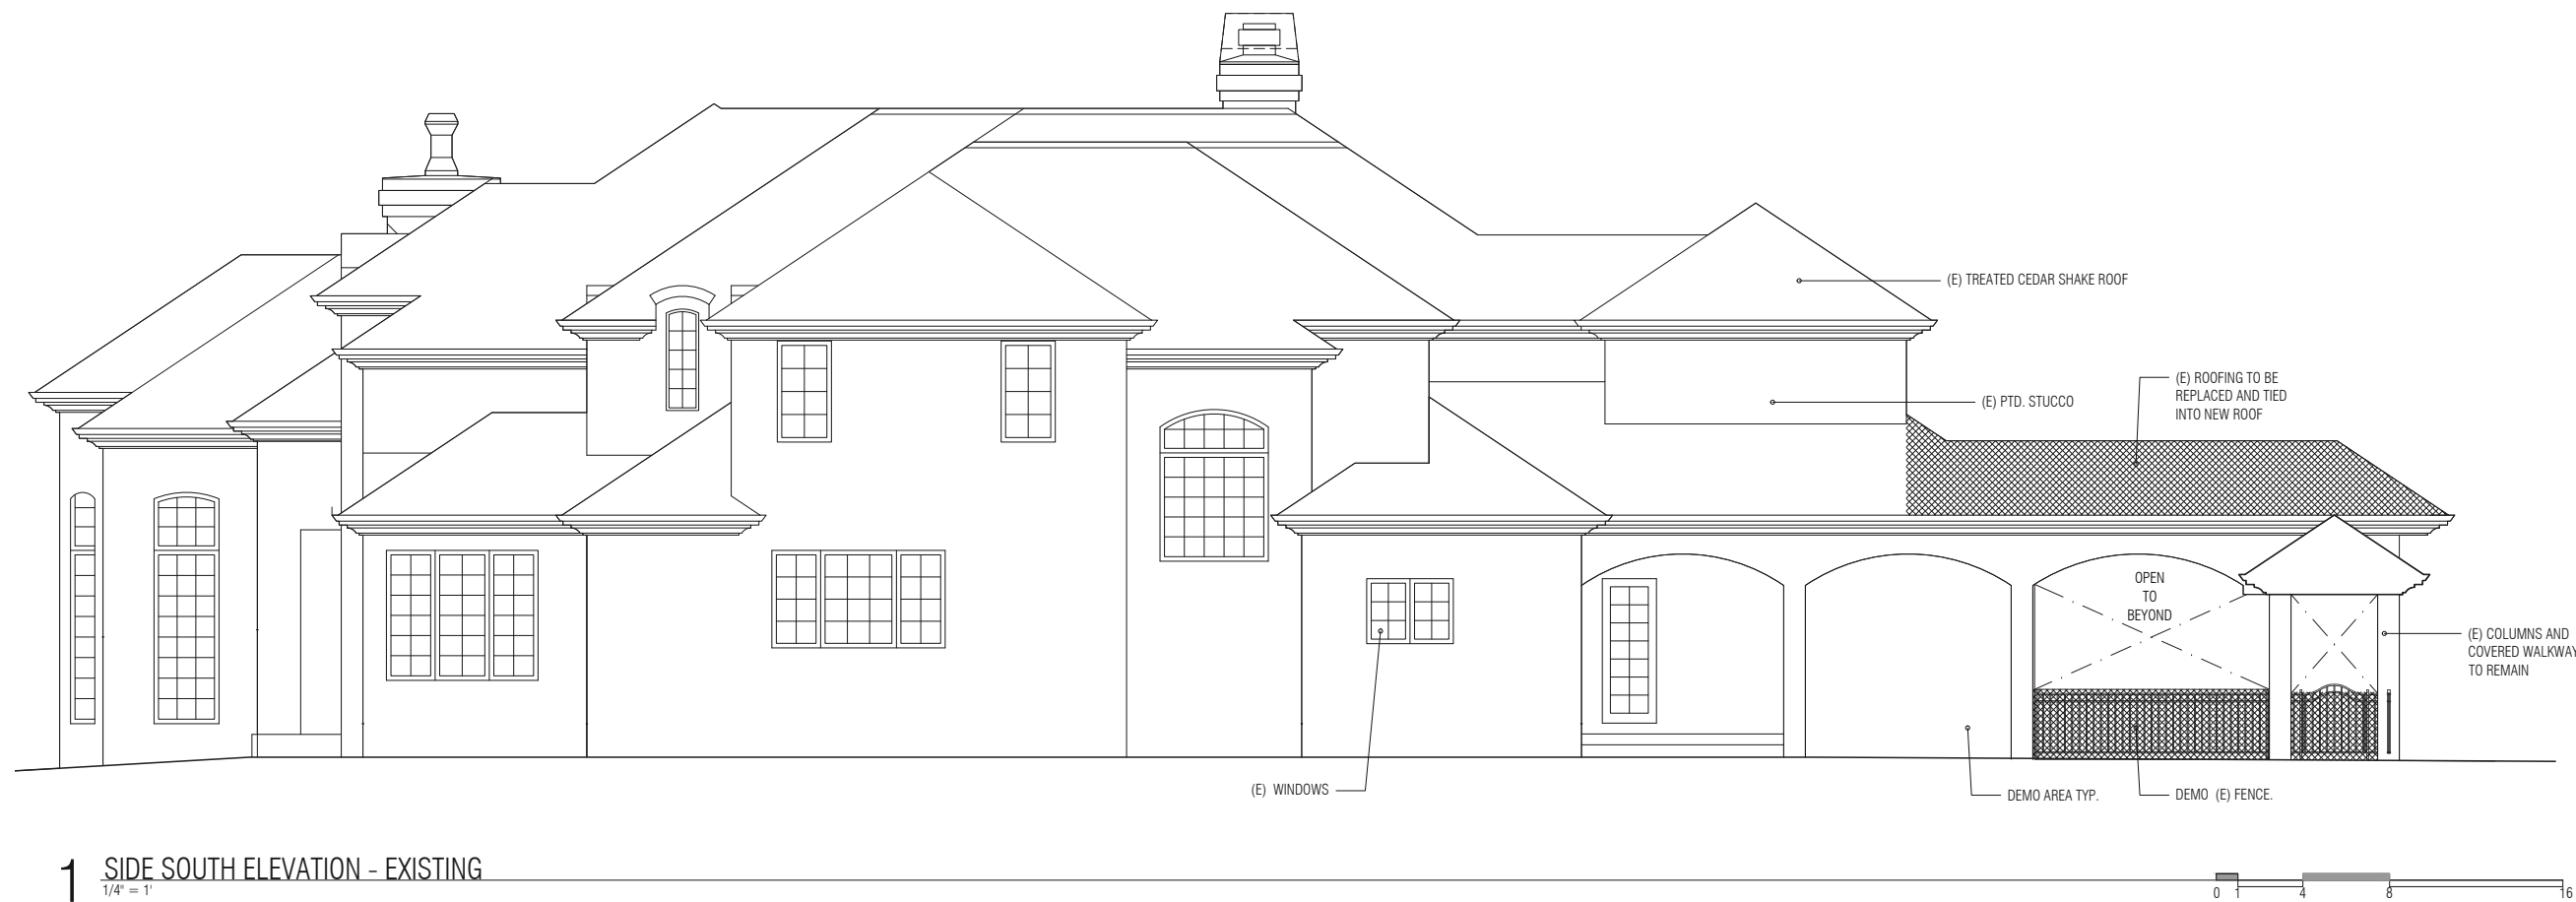 (E) TREATED CEDAR SHAKE ROOF
(E) ROOFING TO BE
REPLACED AND TIED
INTO NEW ROOF
(E) PTD. STUCCO
OPEN
TO
BEYOND
(E) COLUMNS AND
COVERED WALKWAY
TO REMAIN
(E) WINDOWS
DEMO AREA TYP.
DEMO (E) FENCE.
1 SIDE SOUTH ELEVATION - EXISTING
1/4" = 1'
0 1 4 8 16